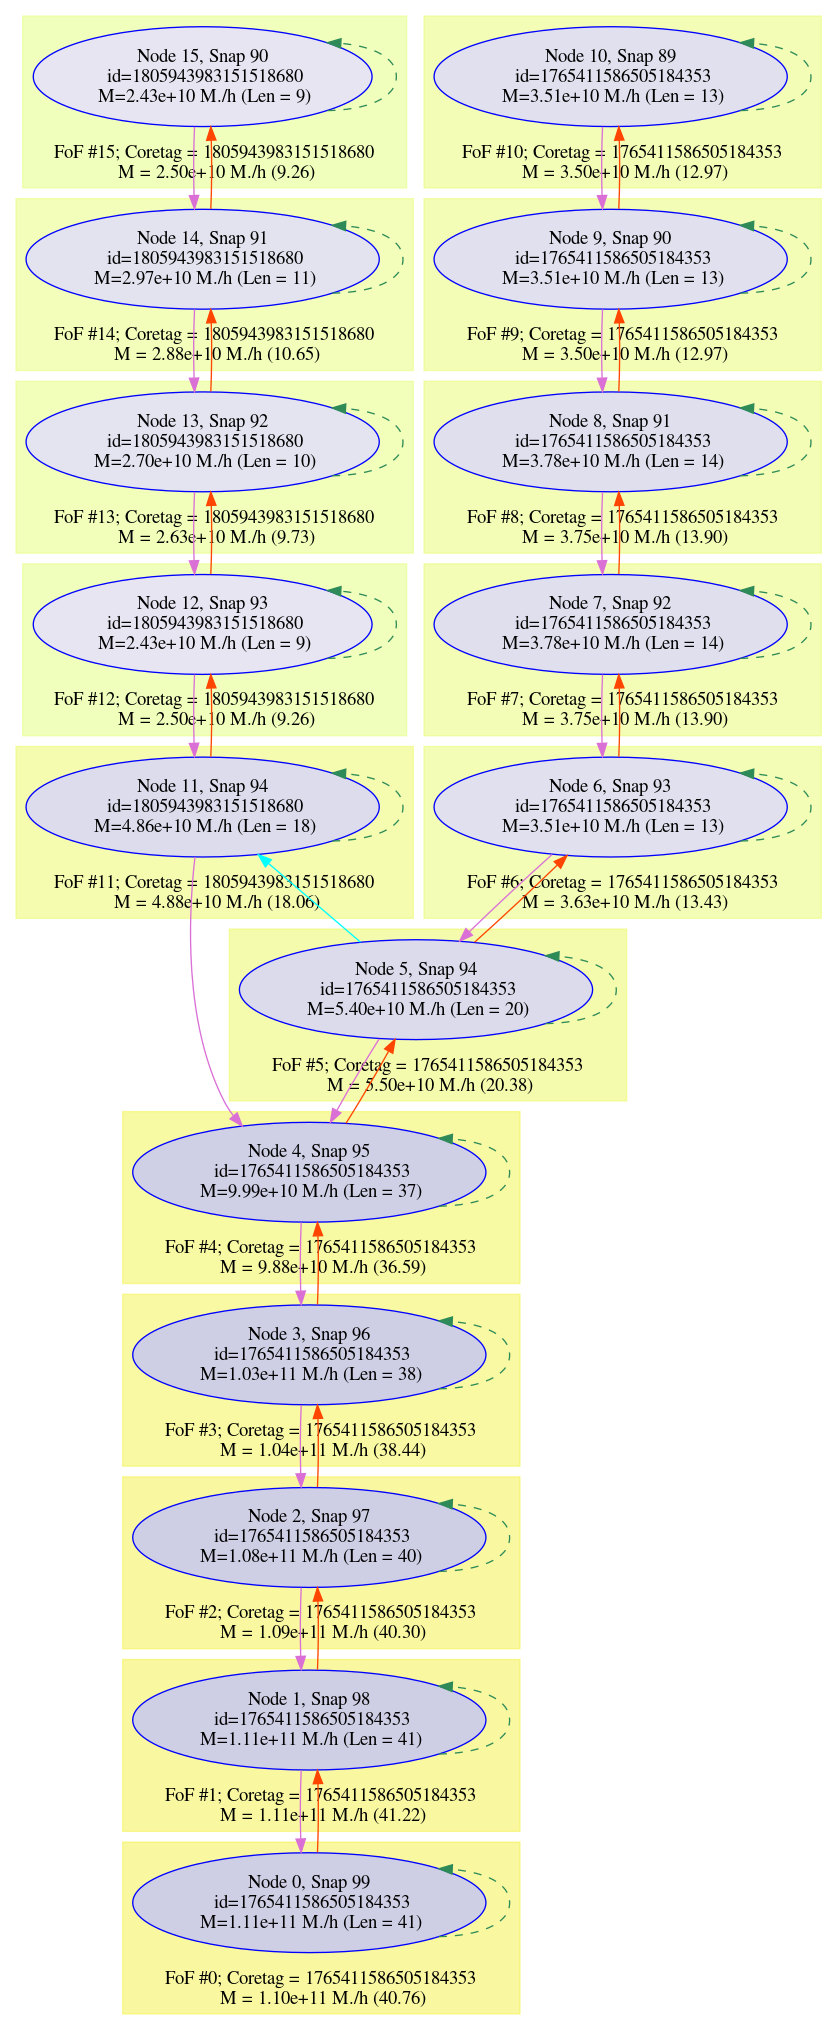 Node 15, Snap 90
id=1805943983151518680
M=2.43e+10 M./h (Len = 9)
FoF #15; Coretag = 1805943983151518680
M = 2.50e+10 M./h (9.26)
Node 10, Snap 89
id=1765411586505184353
M=3.51e+10 M./h (Len = 13)
FoF #10; Coretag = 1765411586505184353
M = 3.50e+10 M./h (12.97)
Node 14, Snap 91
id=1805943983151518680
M=2.97e+10 M./h (Len = 11)
FoF #14; Coretag = 1805943983151518680
M = 2.88e+10 M./h (10.65)
Node 9, Snap 90
id=1765411586505184353
M=3.51e+10 M./h (Len = 13)
FoF #9; Coretag = 1765411586505184353
M = 3.50e+10 M./h (12.97)
Node 13, Snap 92
id=1805943983151518680
M=2.70e+10 M./h (Len = 10)
FoF #13; Coretag = 1805943983151518680
M = 2.63e+10 M./h (9.73)
Node 8, Snap 91
id=1765411586505184353
M=3.78e+10 M./h (Len = 14)
FoF #8; Coretag = 1765411586505184353
M = 3.75e+10 M./h (13.90)
Node 12, Snap 93
id=1805943983151518680
M=2.43e+10 M./h (Len = 9)
FoF #12; Coretag = 1805943983151518680
M = 2.50e+10 M./h (9.26)
Node 7, Snap 92
id=1765411586505184353
M=3.78e+10 M./h (Len = 14)
FoF #7; Coretag = 1765411586505184353
M = 3.75e+10 M./h (13.90)
Node 11, Snap 94
id=1805943983151518680
M=4.86e+10 M./h (Len = 18)
FoF #11; Coretag = 1805943983151518680
M = 4.88e+10 M./h (18.06)
Node 6, Snap 93
id=1765411586505184353
M=3.51e+10 M./h (Len = 13)
FoF #6; Coretag = 1765411586505184353
M = 3.63e+10 M./h (13.43)
Node 5, Snap 94
id=1765411586505184353
M=5.40e+10 M./h (Len = 20)
FoF #5; Coretag = 1765411586505184353
M = 5.50e+10 M./h (20.38)
Node 4, Snap 95
id=1765411586505184353
M=9.99e+10 M./h (Len = 37)
FoF #4; Coretag = 1765411586505184353
M = 9.88e+10 M./h (36.59)
Node 3, Snap 96
id=1765411586505184353
M=1.03e+11 M./h (Len = 38)
FoF #3; Coretag = 1765411586505184353
M = 1.04e+11 M./h (38.44)
Node 2, Snap 97
id=1765411586505184353
M=1.08e+11 M./h (Len = 40)
FoF #2; Coretag = 1765411586505184353
M = 1.09e+11 M./h (40.30)
Node 1, Snap 98
id=1765411586505184353
M=1.11e+11 M./h (Len = 41)
FoF #1; Coretag = 1765411586505184353
M = 1.11e+11 M./h (41.22)
Node 0, Snap 99
id=1765411586505184353
M=1.11e+11 M./h (Len = 41)
FoF #0; Coretag = 1765411586505184353
M = 1.10e+11 M./h (40.76)